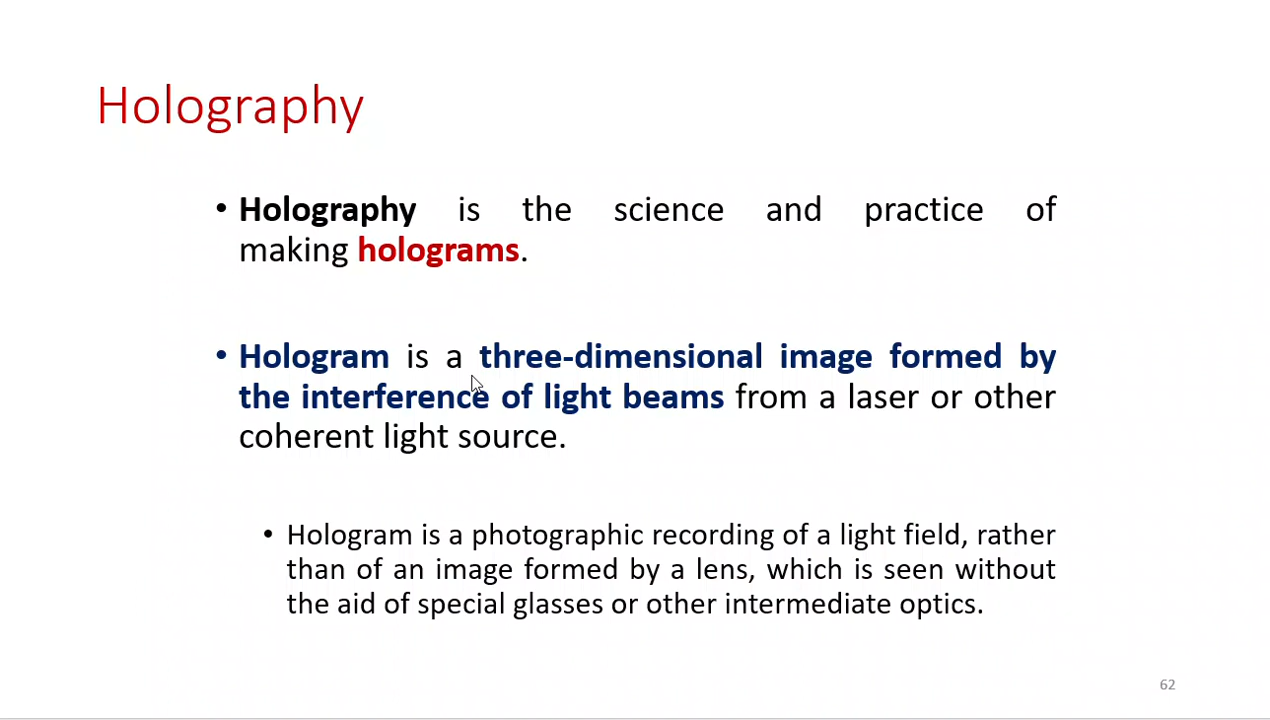 Holography
• Holography is the science and practice of
making holograms.
• Hologram is a three-dimensional image formed by
the interference of light beams from a laser or other
coherent light source.
• Hologram is a photographic recording of a light field, rather
than of an image formed by a lens, which is seen without
the aid of special glasses or other intermediate optics.
62